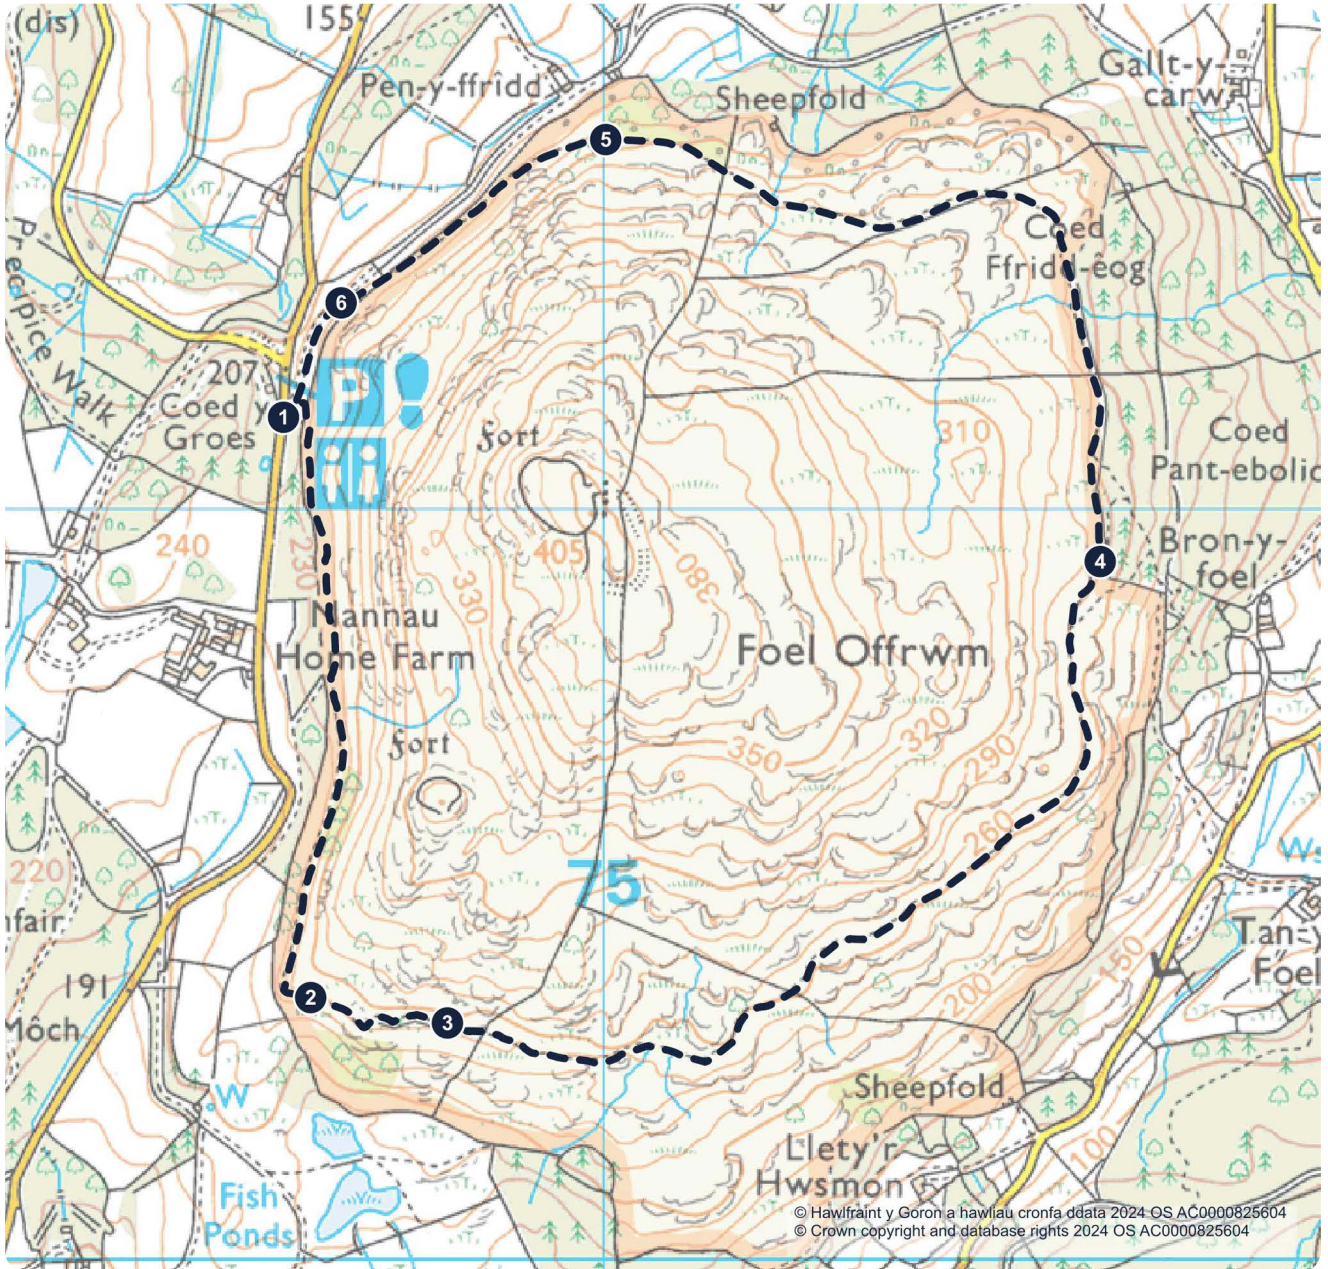 (dis)
155
Pen-y-ffridd
Sheepfold
Gallt-y-
carw
5
Coed
Ffridd-êog
Precipice Walk
6
207
P
1
Coed y
Groes
Fort
310
Coed
Pant-ebolic
240
230
405
380
330
4
Bron-y-
foel
Nannau
Home Farm
Foel Offrwm
Fort
350
320
290
260
220
75
Ws
nfair
191
2
3
Môch
150
200
Tan-y
Foel
W
Sheepfold
Llety'r
Hwsmon
100
Fish
Ponds
© Hawlfraint y Goron a hawliau cronfa ddata 2024 OS AC0000825604
© Crown copyright and database rights 2024 OS AC0000825604